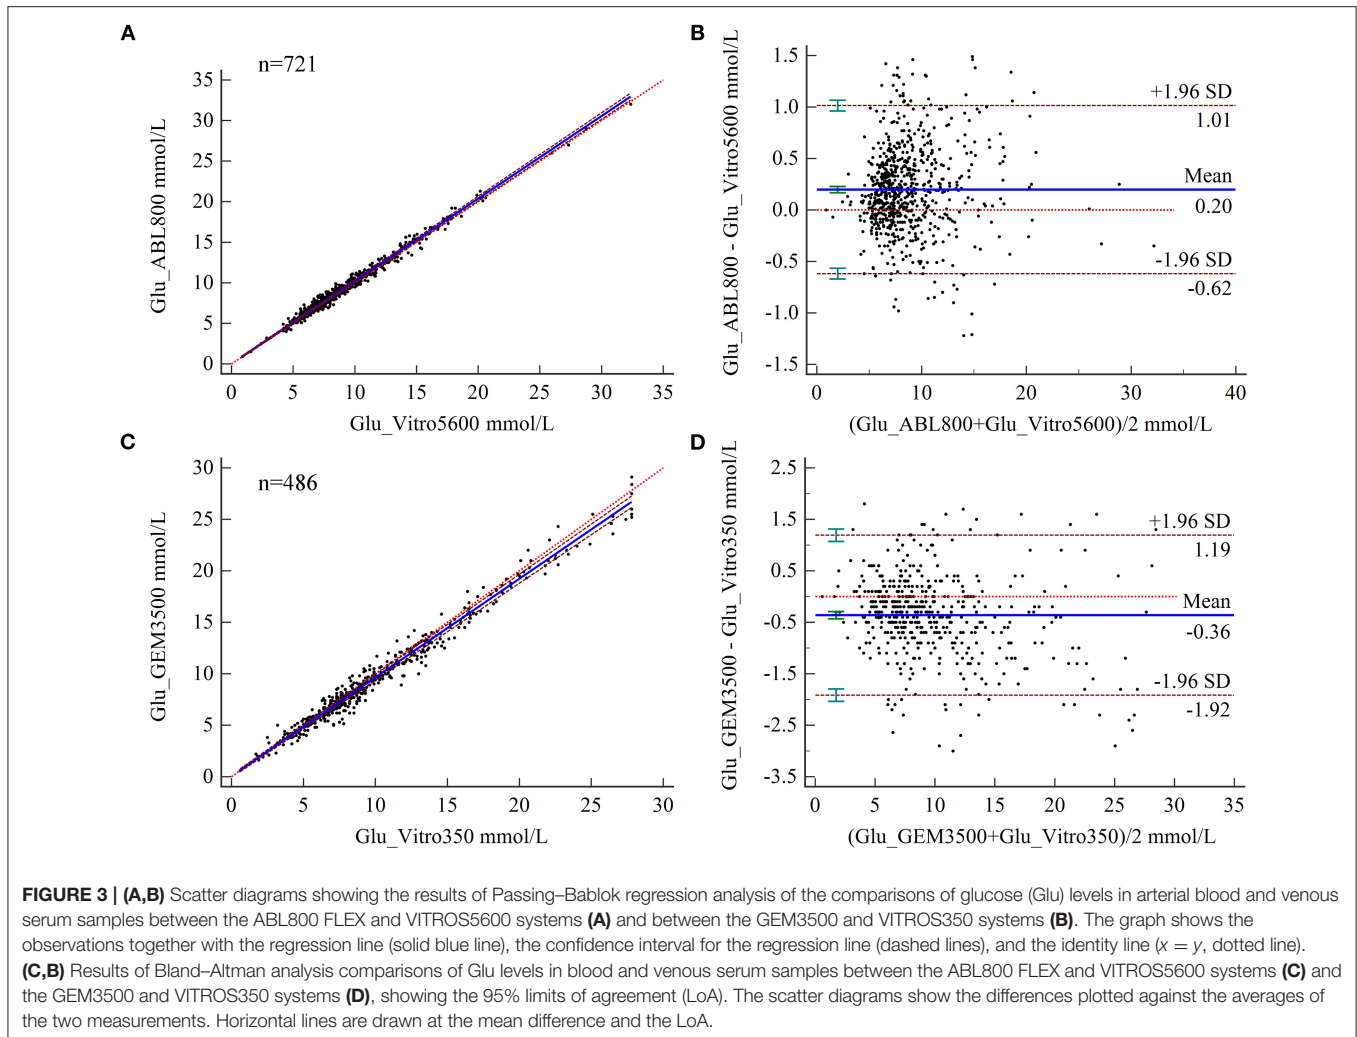 A
n=721
Glu_ABL800 mmol/L
35
30
25
20
15
10
5
0
0 5 10 15 20 25 30 35
Glu_Vitro5600 mmol/L
B
Glu_ABL800 - Glu_Vitro5600 mmol/L
1.5
1.0
0.5
0.0
-0.5
-1.0
-1.5
+1.96 SD
1.01
Mean
0.20
-1.96 SD
-0.62
0 10 20 30 40
(Glu_ABL800+Glu_Vitro5600)/2 mmol/L
C
n=486
Glu_GEM3500 mmol/L
30
25
20
15
10
5
0
0 5 10 15 20 25 30
Glu_Vitro350 mmol/L
D
Glu_GEM3500 - Glu_Vitro350 mmol/L
2.5
1.5
0.5
-0.5
-1.5
-2.5
-3.5
+1.96 SD
1.19
Mean
-0.36
-1.96 SD
-1.92
0 5 10 15 20 25 30 35
(Glu_GEM3500+Glu_Vitro350)/2 mmol/L
FIGURE 3 | (A,B) Scatter diagrams showing the results of Passing–Bablok regression analysis of the comparisons of glucose (Glu) levels in arterial blood and venous
serum samples between the ABL800 FLEX and VITROS5600 systems (A) and between the GEM3500 and VITROS350 systems (B). The graph shows the
observations together with the regression line (solid blue line), the confidence interval for the regression line (dashed lines), and the identity line (x = y, dotted line).
(C,B) Results of Bland–Altman analysis comparisons of Glu levels in blood and venous serum samples between the ABL800 FLEX and VITROS5600 systems (C) and
the GEM3500 and VITROS350 systems (D), showing the 95% limits of agreement (LoA). The scatter diagrams show the differences plotted against the averages of
the two measurements. Horizontal lines are drawn at the mean difference and the LoA.